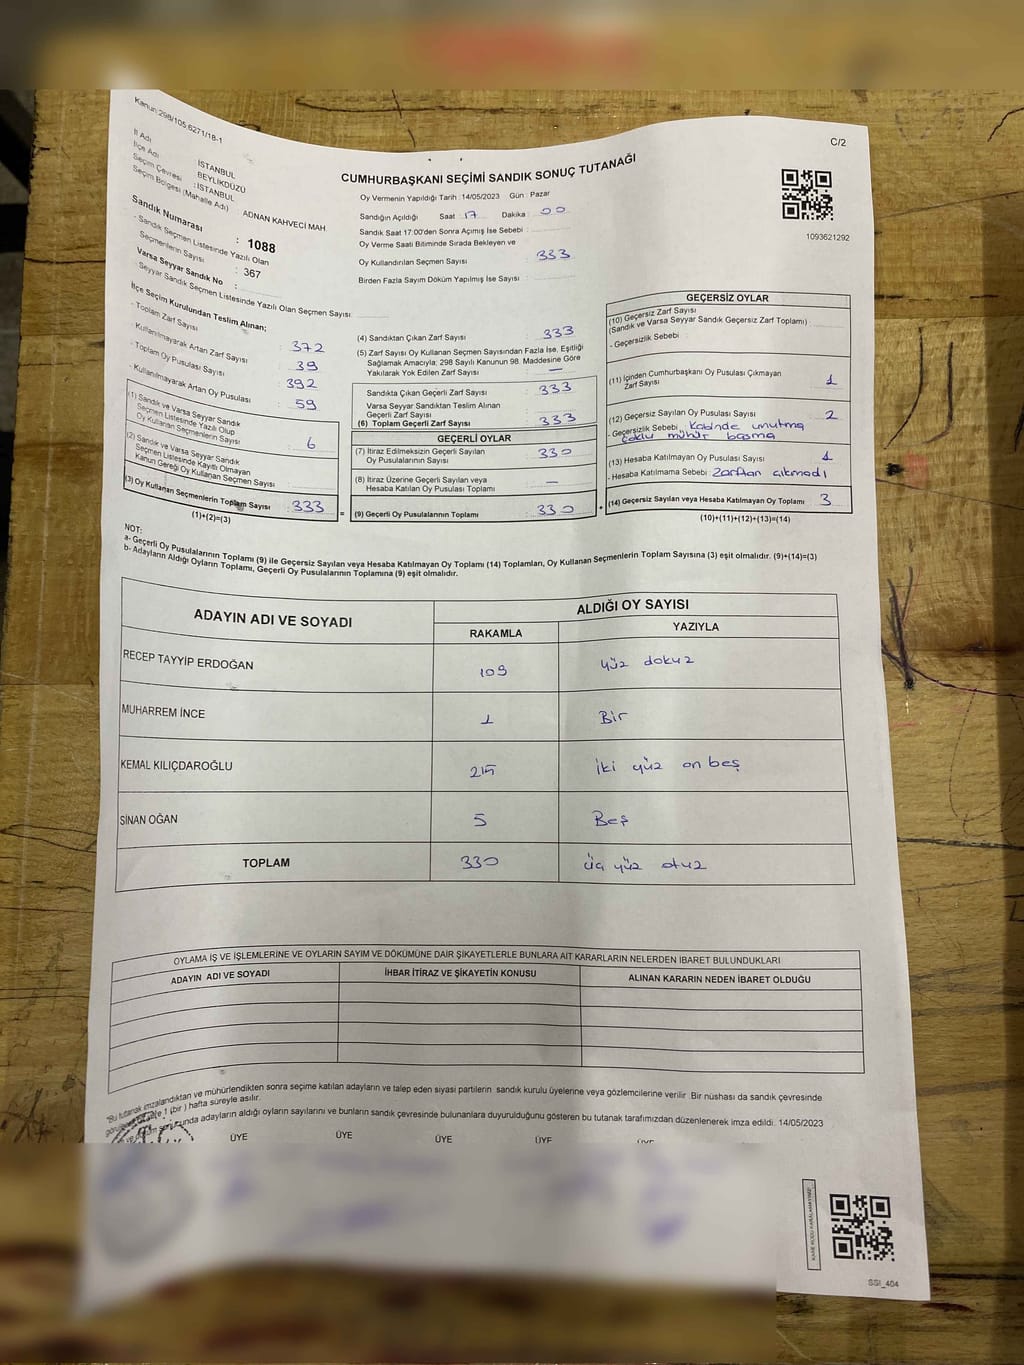 Kanun:298/105,6271/18-1
C/2
İl Adı : İSTANBUL
İlçe Adı : BEYLİKDÜZÜ
Seçim Çevresi : İSTANBUL
Seçim Bölgesi (Mahalle Adı) ADNAN KAHVECİ MAH
Sandık Numarası : 1088
- Sandık Seçmen Listesinde Yazılı Olan
Seçmenlerin Sayısı : 367
Varsa Seyyar Sandık No :
- Seyyar Sandık Seçmen Listesinde Yazılı Olan Seçmen Sayısı :
CUMHURBAŞKANI SEÇİMİ SANDIK SONUÇ TUTANAĞI
Oy Vermenin Yapıldığı Tarih : 14/05/2023 Gün : Pazar
Sandığın Açıldığı Saat : 17 Dakika : 00
Sandık Saat 17.00'den Sonra Açımış İse Sebebi :
Oy Verme Saati Bitiminde Sırada Bekleyen ve
Oy Kullandırılan Seçmen Sayısı : 333
Birden Fazla Sayım Döküm Yapılmış İse Sayısı :
1093621292
İlçe Seçim Kurulundan Teslim Alınan;
- Toplam Zarf Sayısı : 372
- Kullanılmayarak Artan Zarf Sayısı : 39
- Toplam Oy Pusulası Sayısı : 392
- Kullanılmayarak Artan Oy Pusulası : 59
(1) Sandık ve Varsa Seyyar Sandık
Seçmen Listesinde Yazılı Olup
Oy Kullanan Seçmenlerin Sayısı : 6
(2) Sandık ve Varsa Seyyar Sandık
Seçmen Listesinde Kayıtlı Olmayan
Kanun Gereği Oy Kullanan Seçmen Sayısı :
(3) Oy Kullanan Seçmenlerin Toplam Sayısı : 333
(1)+(2)=(3)
(4) Sandıktan Çıkan Zarf Sayısı : 333
(5) Zarf Sayısı Oy Kullanan Seçmen Sayısından Fazla İse, Eşitliği
Sağlamak Amacıyla; 298 Sayılı Kanunun 98. Maddesine Göre
Yakılarak Yok Edilen Zarf Sayısı : —
Sandıkta Çıkan Geçerli Zarf Sayısı : 333
Varsa Seyyar Sandıktan Teslim Alınan
Geçerli Zarf Sayısı :
(6) Toplam Geçerli Zarf Sayısı : 333
GEÇERLİ OYLAR
(7) İtiraz Edilmeksizin Geçerli Sayılan
Oy Pusulalarının Sayısı : 330
(8) İtiraz Üzerine Geçerli Sayılan veya
Hesaba Katılan Oy Pusulası Toplamı : —
= (9) Geçerli Oy Pusulalarının Toplamı : 330 +
GEÇERSİZ OYLAR
(10) Geçersiz Zarf Sayısı
(Sandık ve Varsa Seyyar Sandık Geçersiz Zarf Toplamı) :
- Geçersizlik Sebebi :
(11) İçinden Cumhurbaşkanı Oy Pusulası Çıkmayan
Zarf Sayısı : 1
(12) Geçersiz Sayılan Oy Pusulası Sayısı : 2
- Geçersizlik Sebebi : Kabinde unutma
çoklu mühür basma
(13) Hesaba Katılmayan Oy Pusulası Sayısı : 1
- Hesaba Katılmama Sebebi : Zarftan çıkmadı
(14) Geçersiz Sayılan veya Hesaba Katılmayan Oy Toplamı : 3
(10)+(11)+(12)+(13)=(14)
NOT:
a- Geçerli Oy Pusulalarının Toplamı (9) ile Geçersiz Sayılan veya Hesaba Katılmayan Oy Toplamı (14) Toplamları, Oy Kullanan Seçmenlerin Toplam Sayısına (3) eşit olmalıdır. (9)+(14)=(3)
b- Adayların Aldığı Oyların Toplamı, Geçerli Oy Pusulalarının Toplamına (9) eşit olmalıdır.
ADAYIN ADI VE SOYADI ALDIĞI OY SAYISI
RAKAMLA YAZIYLA
RECEP TAYYİP ERDOĞAN 109 yüz dokuz
MUHARREM İNCE 1 Bir
KEMAL KILIÇDAROĞLU 215 iki yüz on beş
SİNAN OĞAN 5 Beş
TOPLAM 330 üç yüz otuz
OYLAMA İŞ VE İŞLEMLERİNE VE OYLARIN SAYIM VE DÖKÜMÜNE DAİR ŞİKAYETLERLE BUNLARA AİT KARARLARIN NELERDEN İBARET BULUNDUKLARI
ADAYIN ADI VE SOYADI İHBAR İTİRAZ VE ŞİKAYETİN KONUSU ALINAN KARARIN NEDEN İBARET OLDUĞU
"Bu tutanak imzalandıktan ve mühürlendikten sonra seçime katılan adayların ve talep eden siyasi partilerin sandık kurulu üyelerine veya gözlemcilerine verilir. Bir nüshası da sandık çevresinde
1 (bir) hafta süreyle asılır.
adayların aldığı oyların sayılarını ve bunların sandık çevresinde bulunanlara duyurulduğunu gösteren bu tutanak tarafımızdan düzenlenerek imza edildi. 14/05/2023
ÜYE ÜYE ÜYE ÜYE
SSI_404